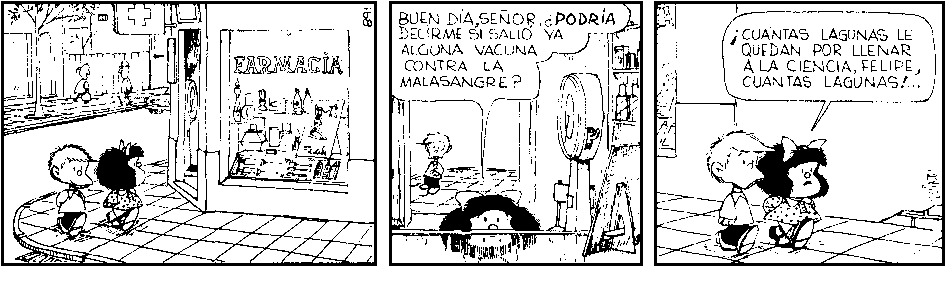 FARMACIA
BUEN DÍA, SEÑOR, ¿PODRÍA
DECIRME SI SALIÓ YA
ALGUNA VACUNA
CONTRA LA
MALASANGRE?
¡CUANTAS LAGUNAS LE
QUEDAN POR LLENAR
A LA CIENCIA, FELIPE,
CUANTAS LAGUNAS!...